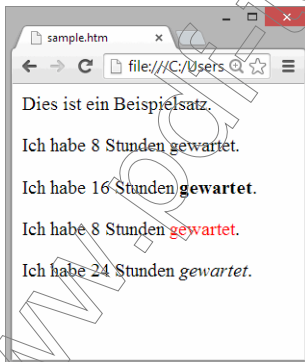 sample.htm
file:///C:/Users
Dies ist ein Beispielsatz.
Ich habe 8 Stunden gewartet.
Ich habe 16 Stunden gewartet.
Ich habe 8 Stunden gewartet.
Ich habe 24 Stunden gewartet.